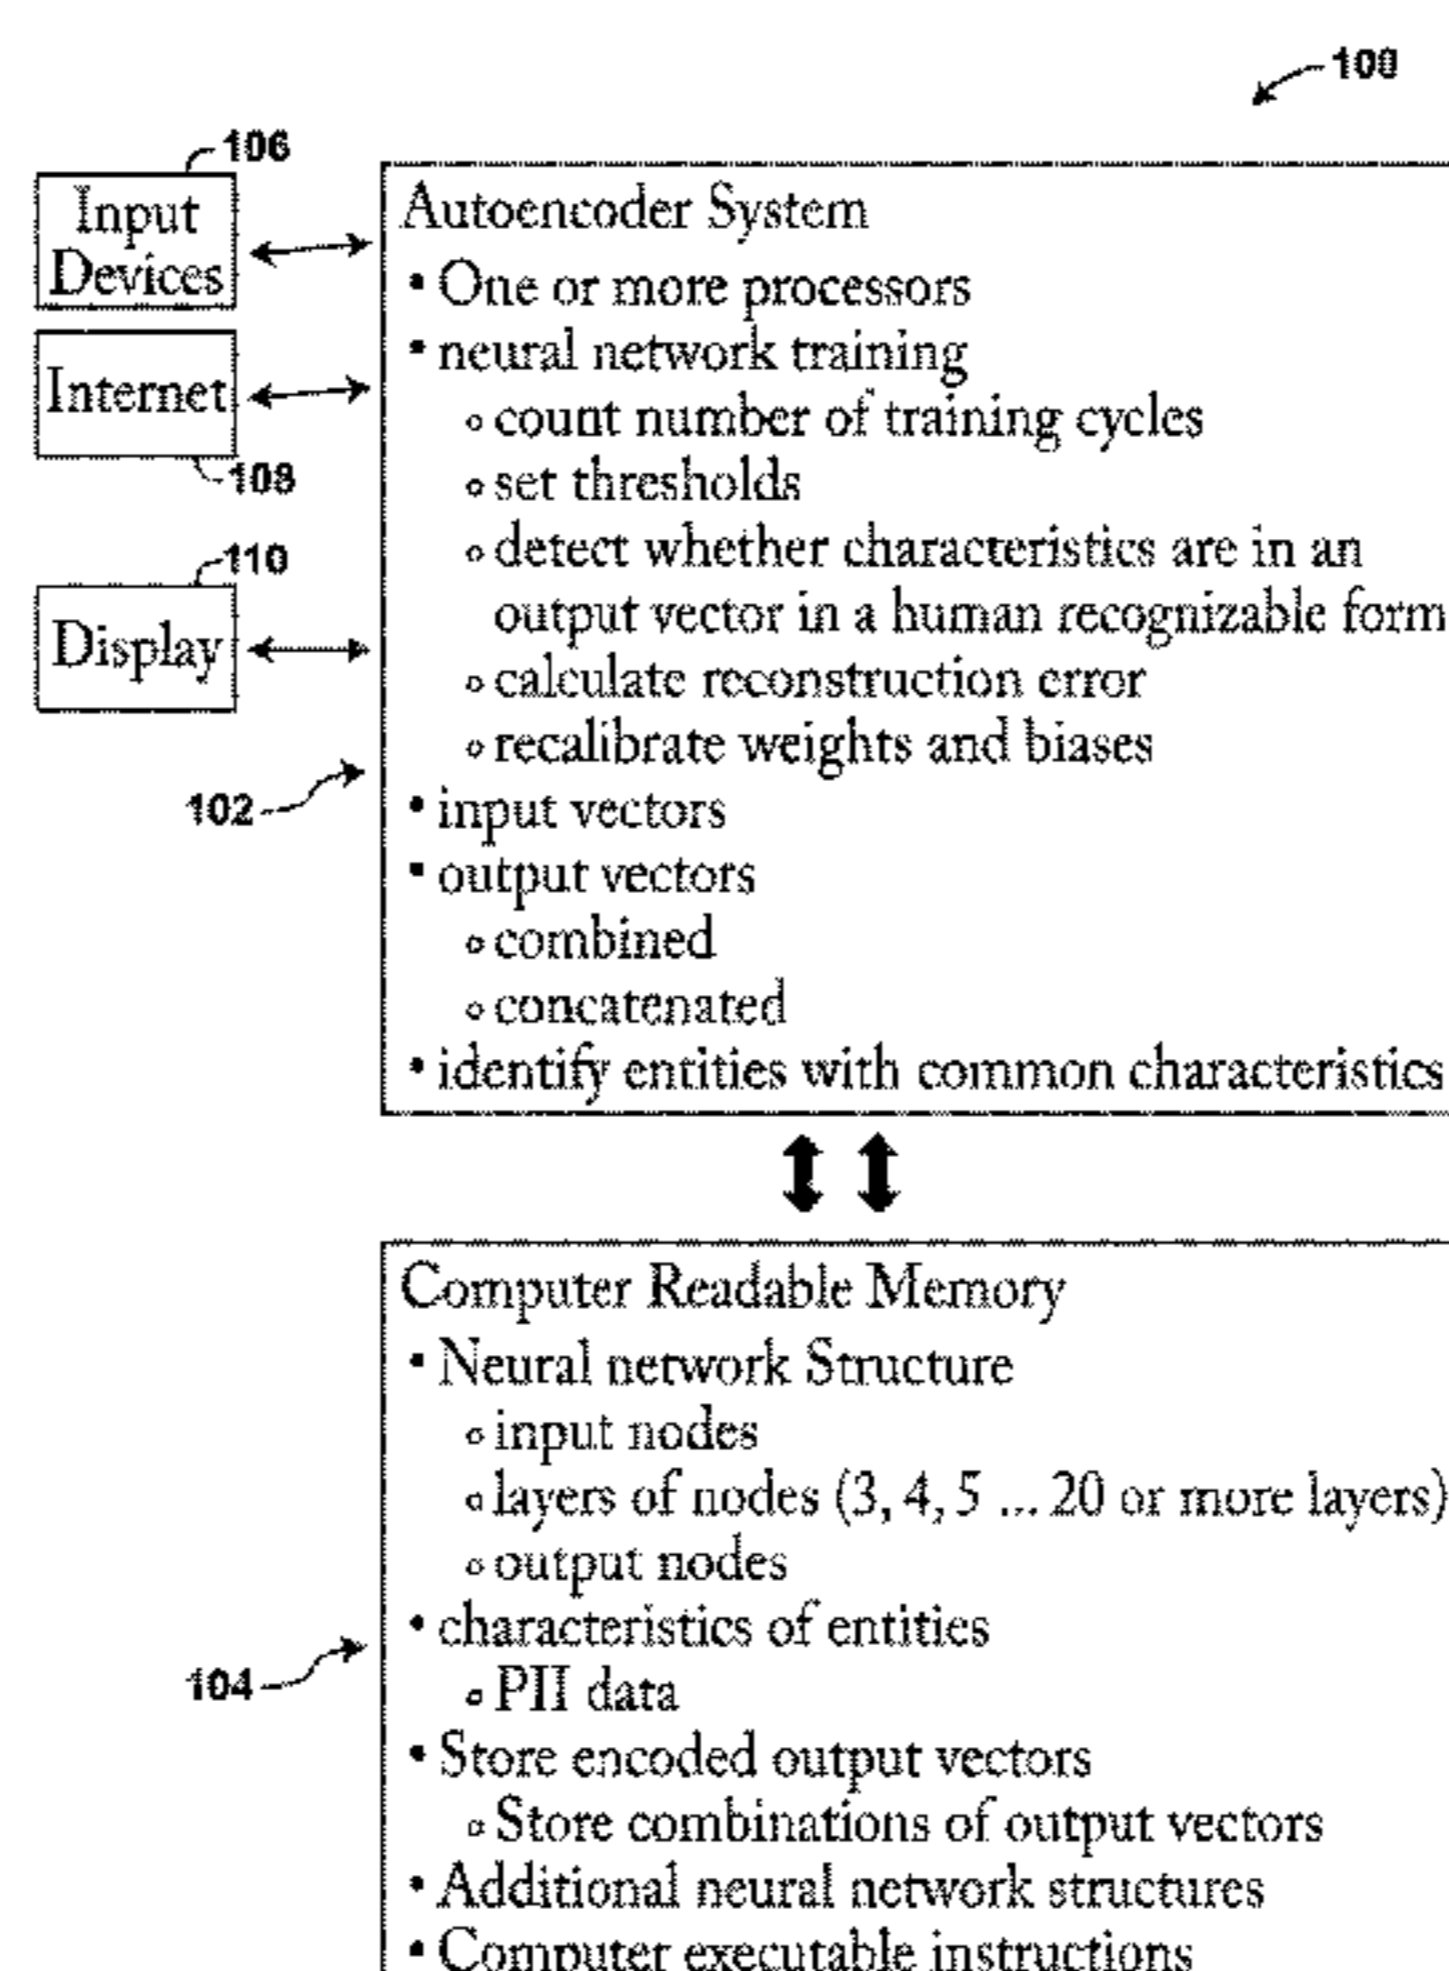 100
106
Input
Devices
Internet
108
110
Display
102
Autoencoder System
• One or more processors
• neural network training
∘ count number of training cycles
∘ set thresholds
∘ detect whether characteristics are in an
output vector in a human recognizable form
∘ calculate reconstruction error
∘ recalibrate weights and biases
• input vectors
• output vectors
∘ combined
∘ concatenated
• identify entities with common characteristics
104
Computer Readable Memory
• Neural network Structure
∘ input nodes
∘ layers of nodes (3, 4, 5 ... 20 or more layers)
∘ output nodes
• characteristics of entities
∘ PII data
• Store encoded output vectors
∘ Store combinations of output vectors
• Additional neural network structures
• Computer executable instructions